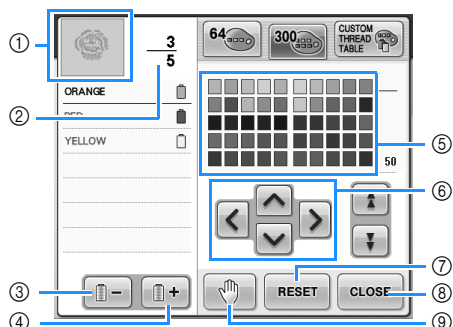 ① 
3
5
64
300
CUSTOM
THREAD
TABLE
ORANGE
②
RED
YELLOW
⑤
50
⑥
③
④
−
+
RESET
CLOSE
⑦
⑧
⑨